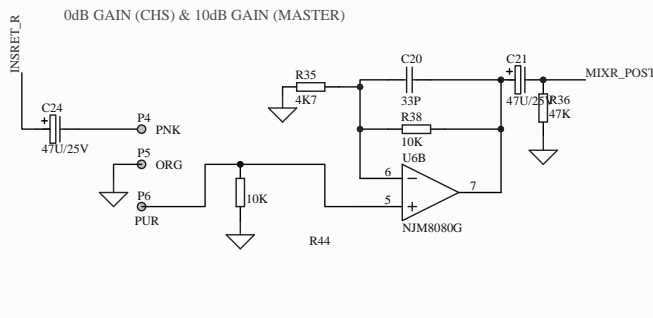 0dB GAIN (CHS) & 10dB GAIN (MASTER)
INSRET_R
C24
+
47U/25V
P4
PNK
P5
ORG
P6
PUR
10K
R44
R35
4K7
C20
33P
R38
10K
U6B
6
5
7
NJM8080G
C21
+
47U/25V
R36
47K
MIXR_POST